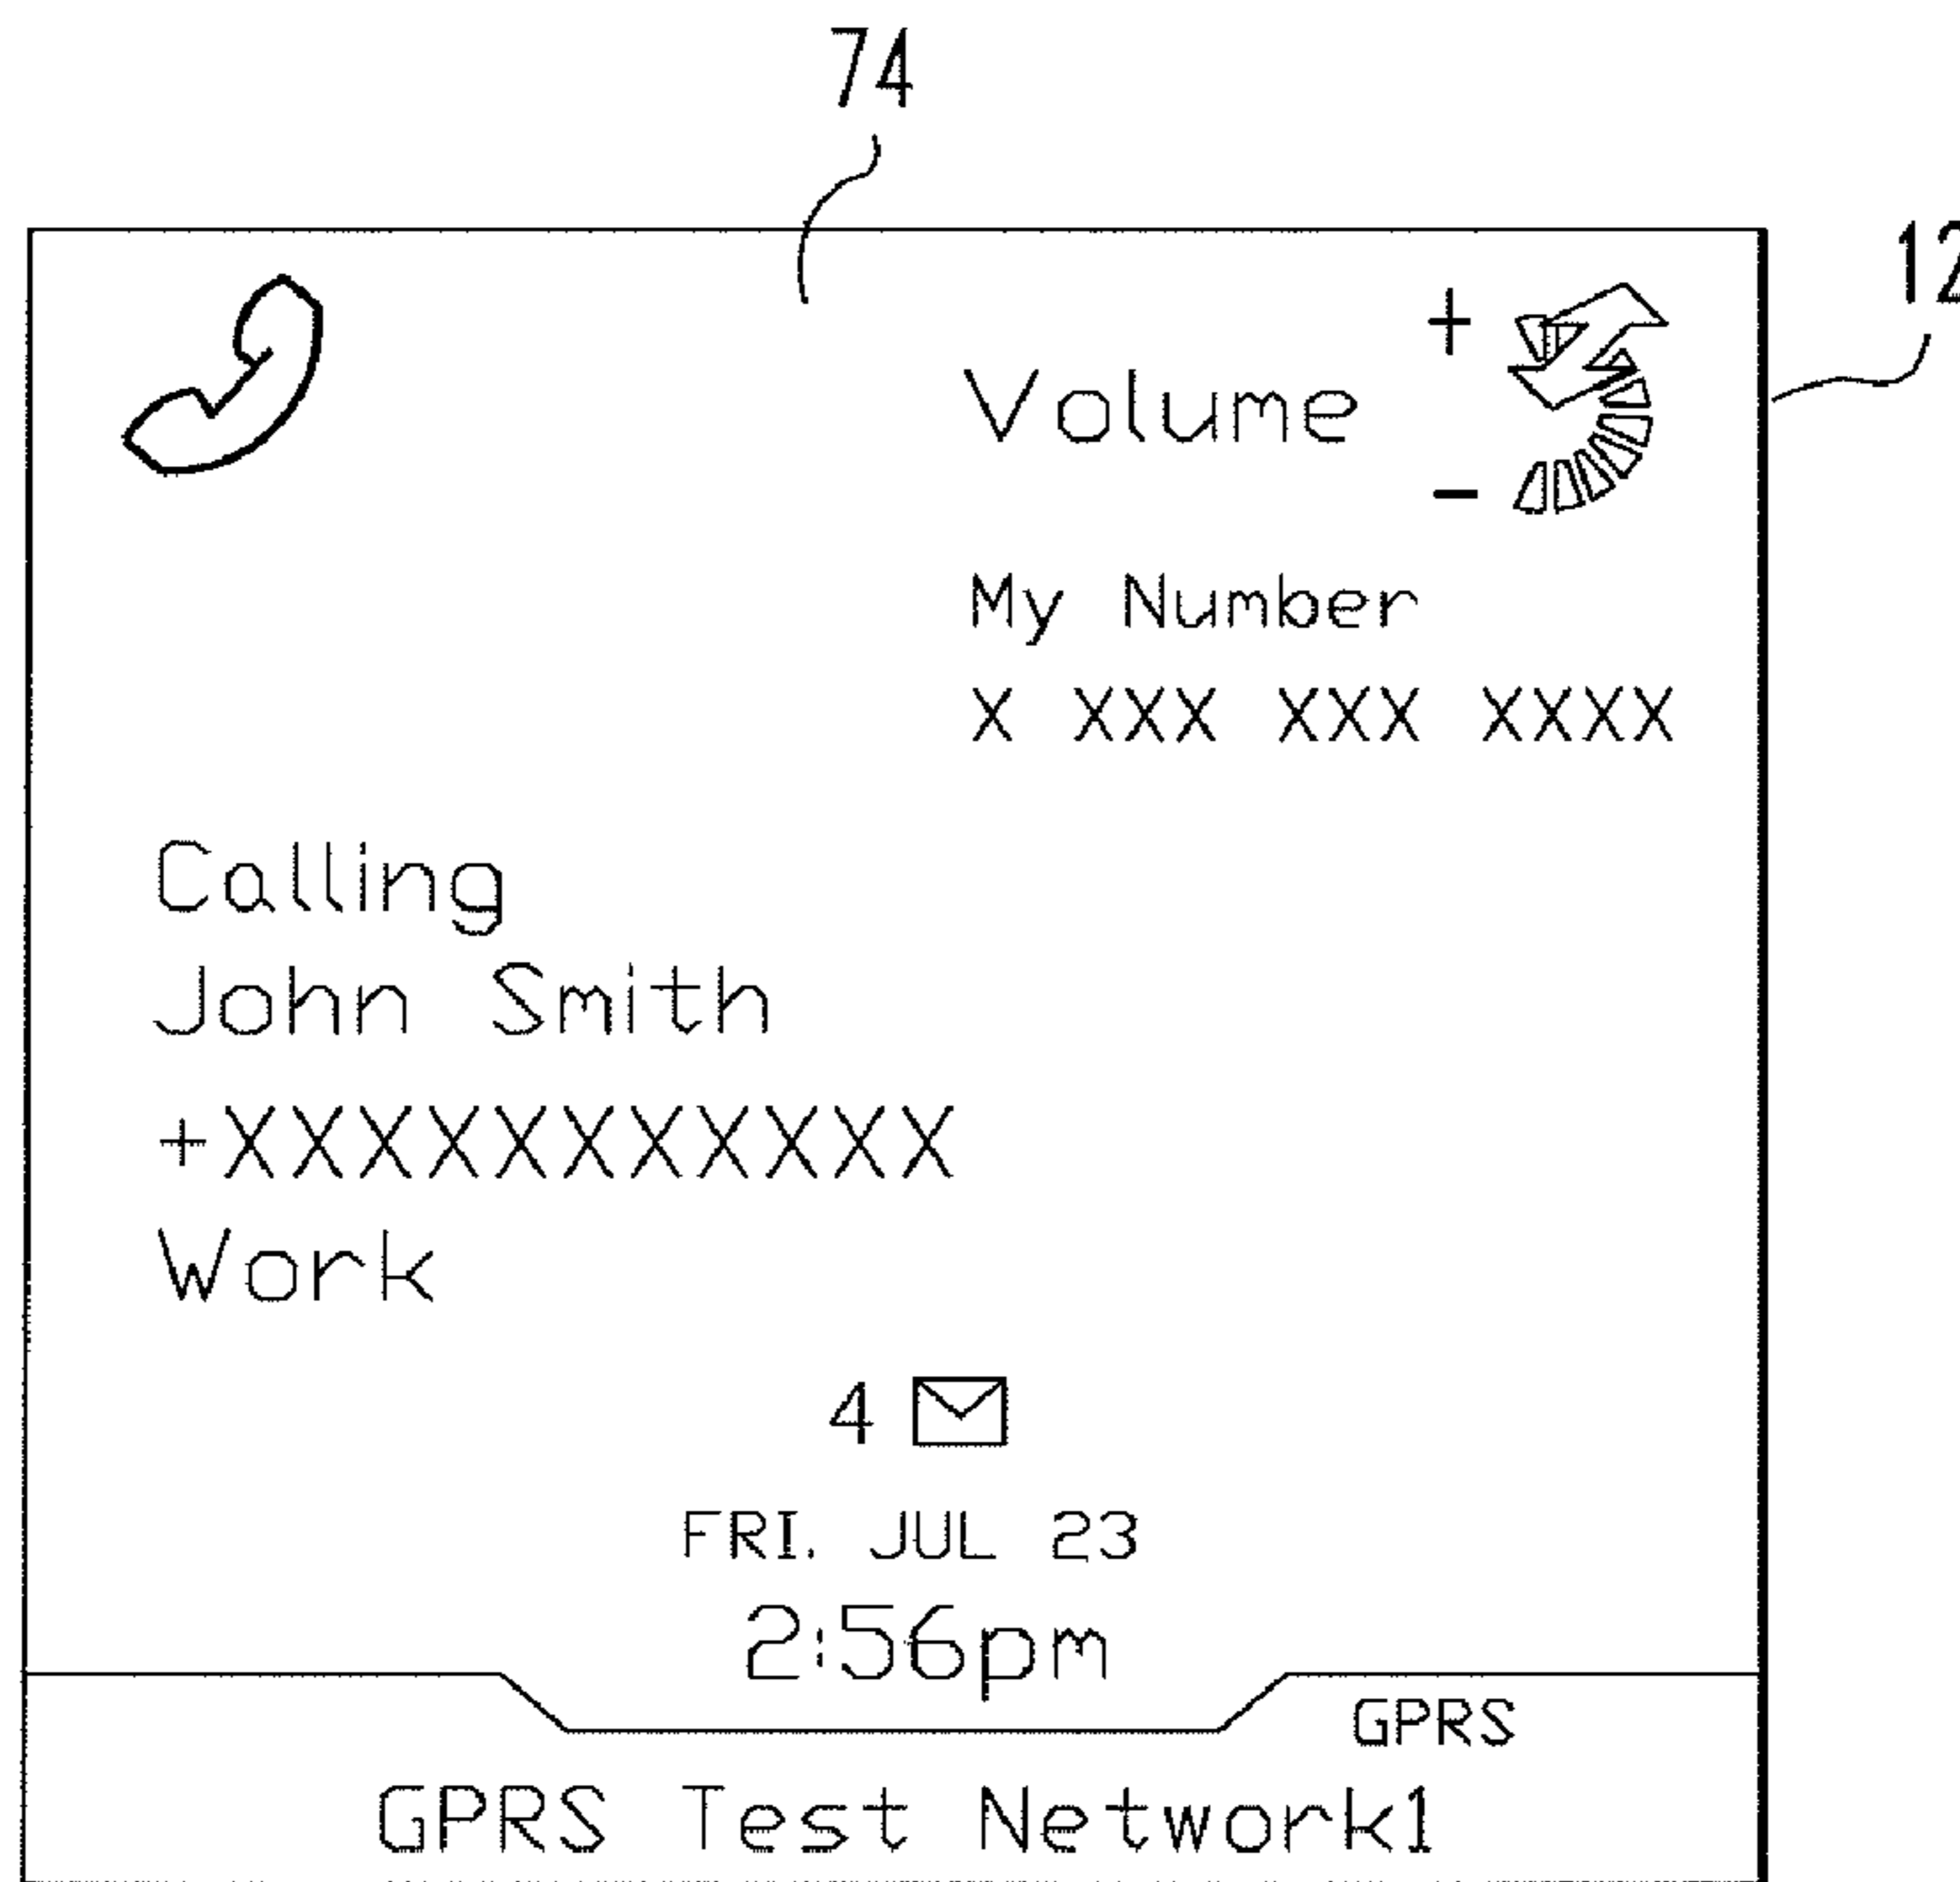 74
12
+
Volume
-
My Number
X XXX XXX XXXX
Calling
John Smith
+XXXXXXXXXXX
Work
4
FRI. JUL 23
2:56pm
GPRS
GPRS Test Network1